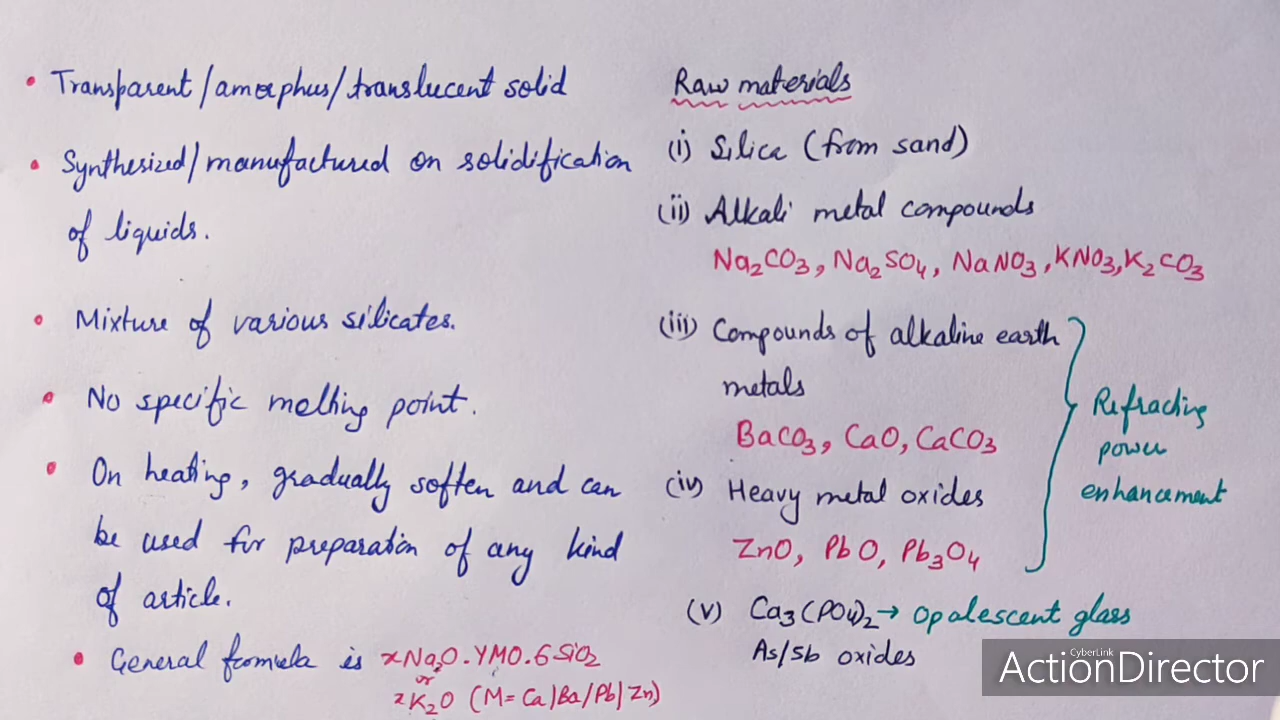 • Transparent/amorphus/translucent solid
• Synthesized/manufactured on solidification
of liquids.
• Mixture of various silicates.
• No specific melting point.
• On heating, gradually soften and can
be used for preparation of any kind
of article.
• General formula is xNa₂O.YMO.6SiO₂
or
xK₂O (M=Ca/Ba/Pb/Zn)
Raw materials
(i) Silica (from sand)
(ii) Alkali metal compounds
Na₂CO₃, Na₂SO₄, NaNO₃, KNO₃, K₂CO₃
(iii) Compounds of alkaline earth
metals
BaCO₃, CaO, CaCO₃
(iv) Heavy metal oxides
ZnO, PbO, Pb₃O₄
Refracting
power
enhancement
(v) Ca₃(PO₄)₂ → opalescent glass
As/Sb oxides
CyberLink
ActionDirector